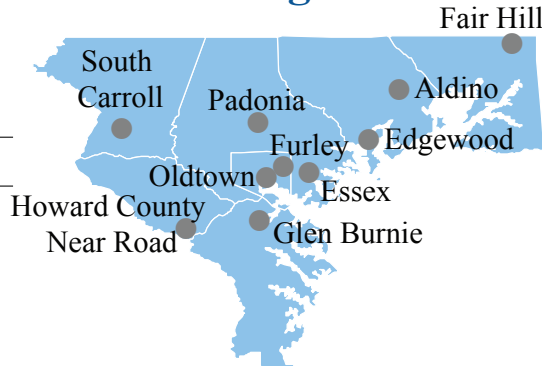 Fair Hill
South
Carroll
Aldino
Padonia
Edgewood
Furley
Oldtown
Essex
Howard County
Near Road
Glen Burnie